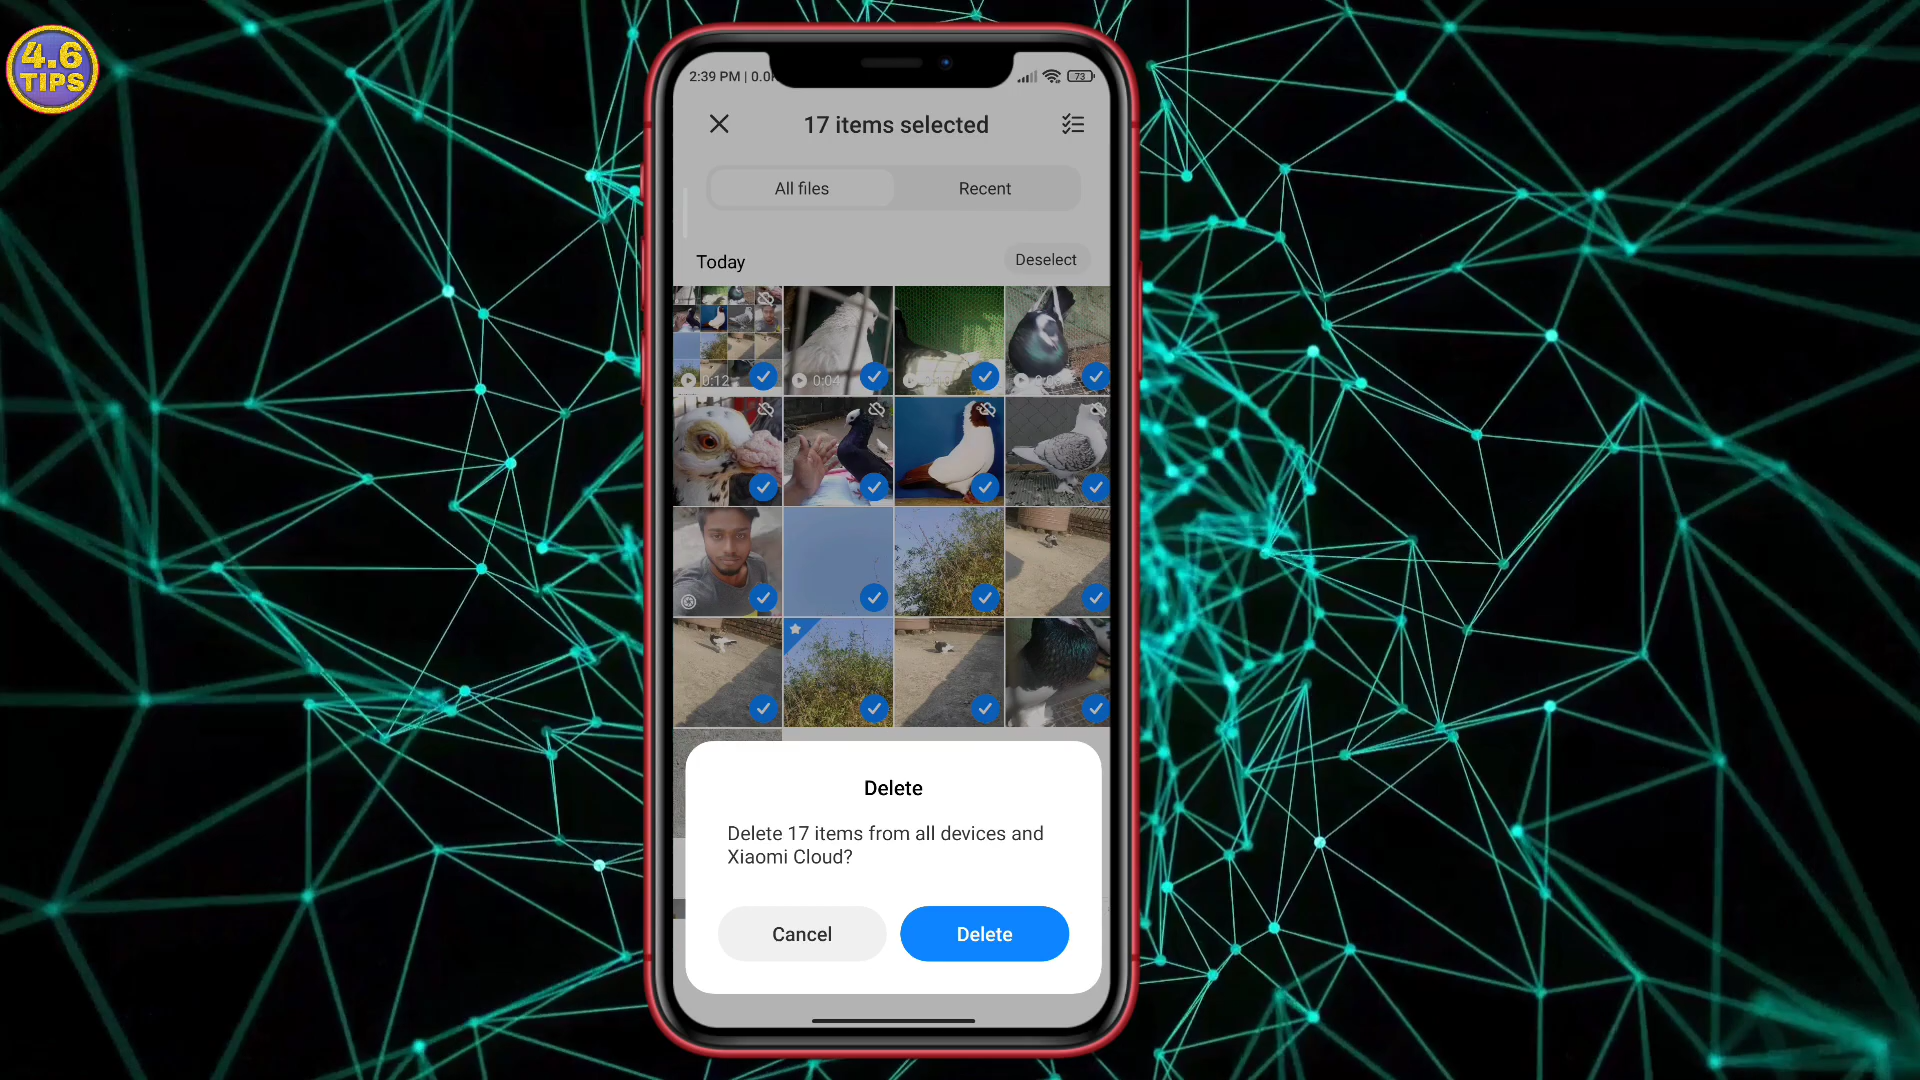 4.6
TIPS
2:39 PM | 0.0
73
17 items selected
All files
Recent
Today
Deselect
0:12
0:04
Delete
Delete 17 items from all devices and
Xiaomi Cloud?
Cancel
Delete